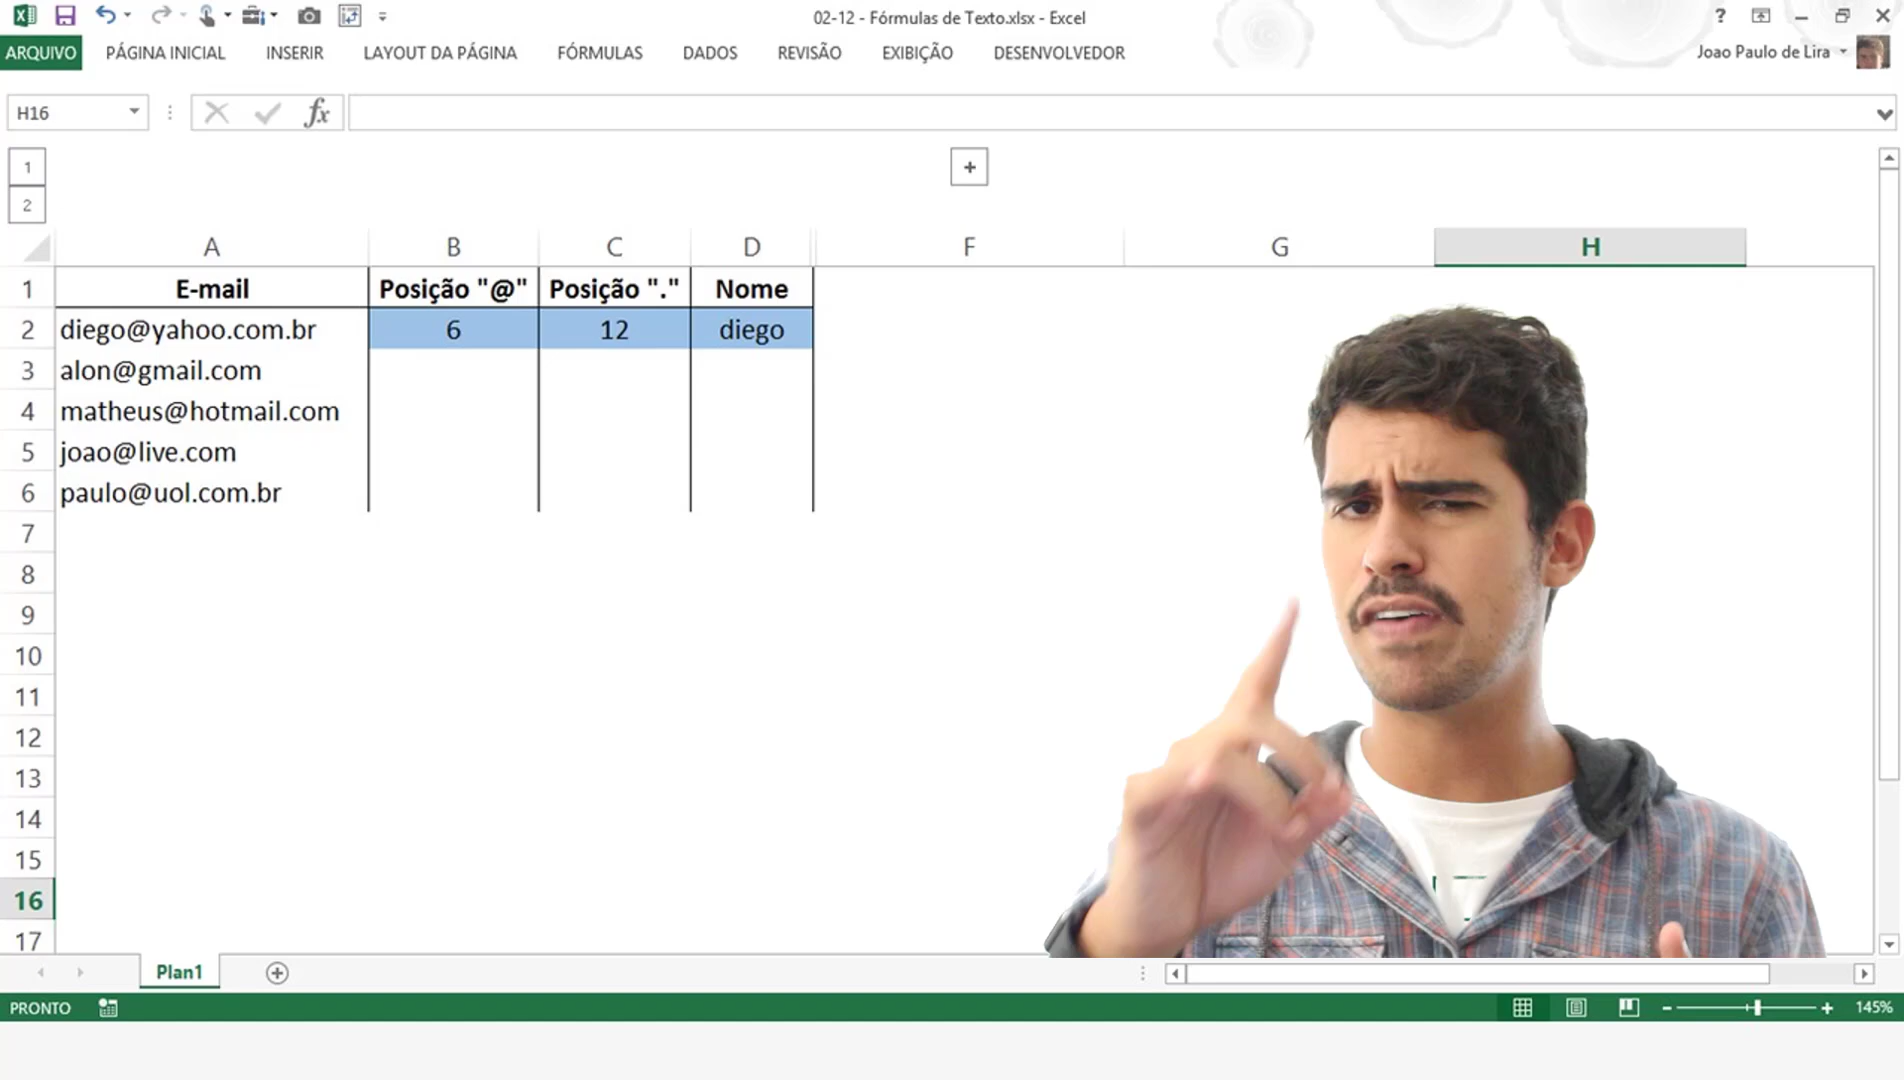 02-12 - Fórmulas de Texto.xlsx - Excel
?
ARQUIVO PÁGINA INICIAL INSERIR LAYOUT DA PÁGINA FÓRMULAS DADOS REVISÃO EXIBIÇÃO DESENVOLVEDOR Joao Paulo de Lira
H16 fx
1
2
A B C D F G H
1 E-mail Posição "@" Posição "." Nome
2 diego@yahoo.com.br 6 12 diego
3 alon@gmail.com
4 matheus@hotmail.com
5 joao@live.com
6 paulo@uol.com.br
7
8
9
10
11
12
13
14
15
16
17
Plan1
PRONTO 145%